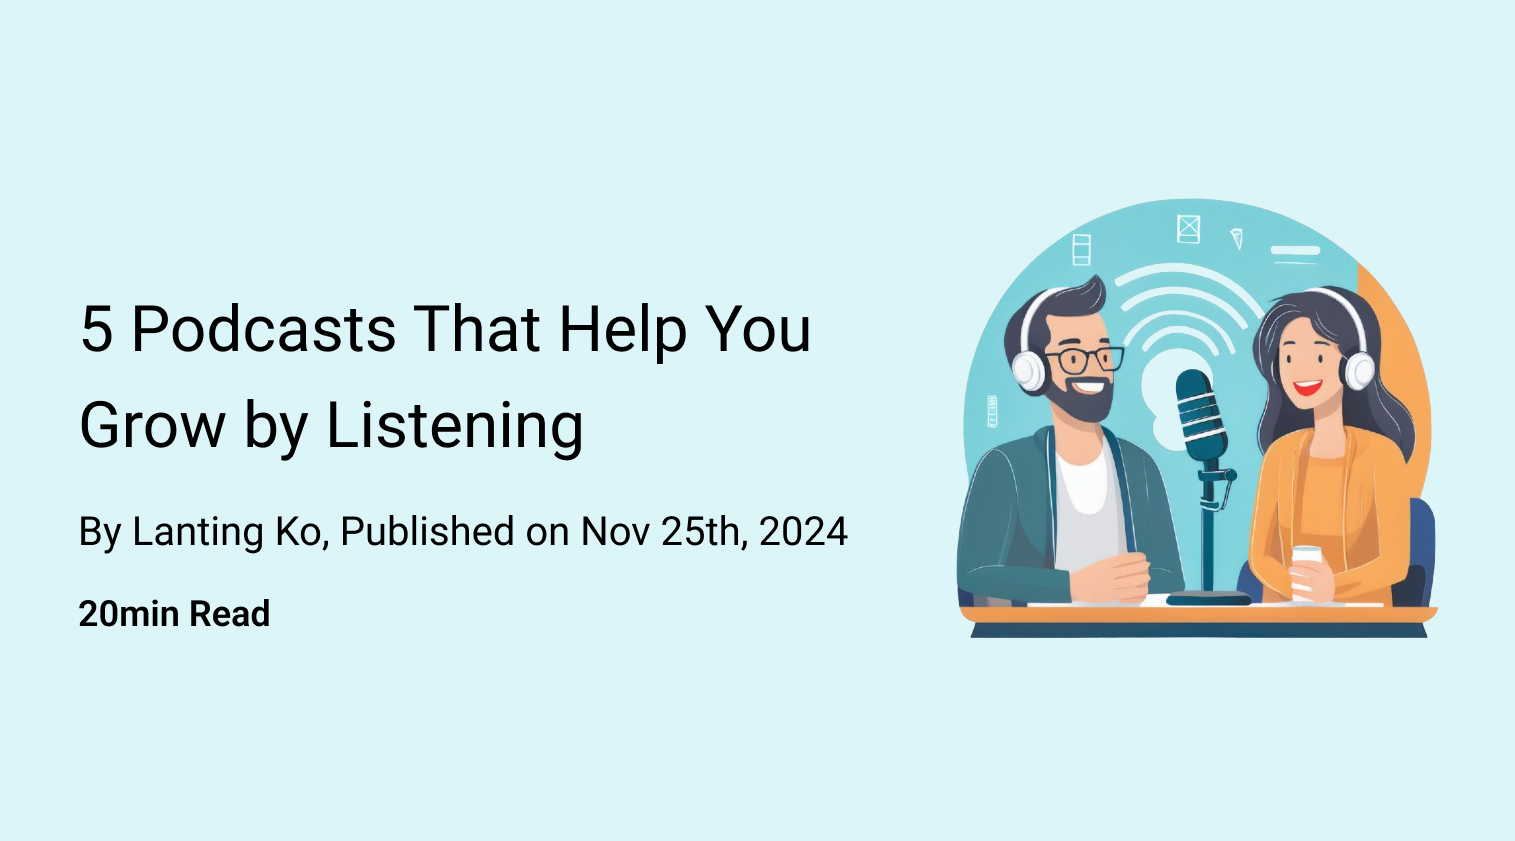 5 Podcasts That Help You
Grow by Listening
By Lanting Ko, Published on Nov 25th, 2024
20min Read